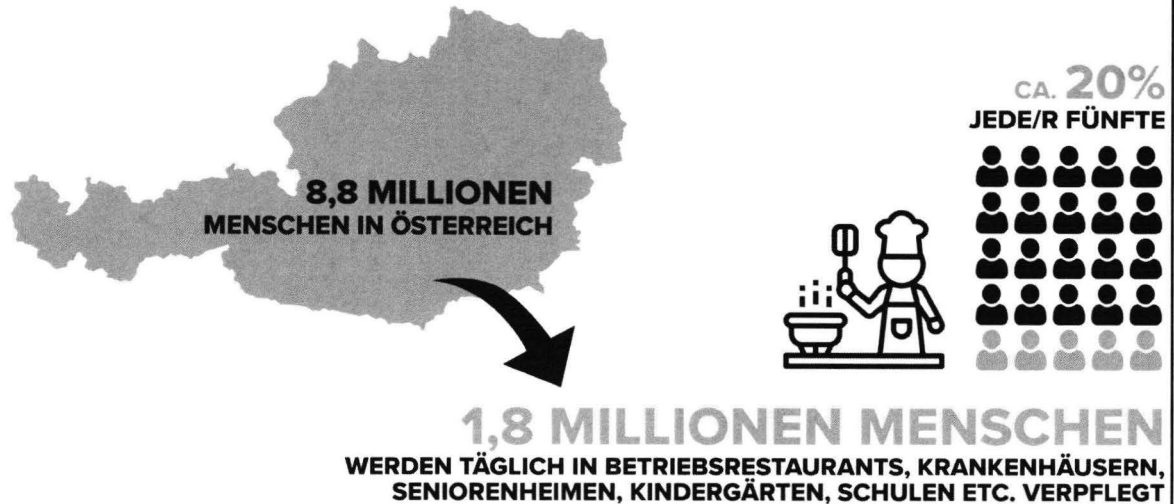 8,8 MILLIONEN
MENSCHEN IN ÖSTERREICH
CA. 20%
JEDE/R FÜNFTE
1,8 MILLIONEN MENSCHEN
WERDEN TÄGLICH IN BETRIEBSRESTAURANTS, KRANKENHÄUSERN,
SENIORENHEIMEN, KINDERGÄRTEN, SCHULEN ETC. VERPFLEGT